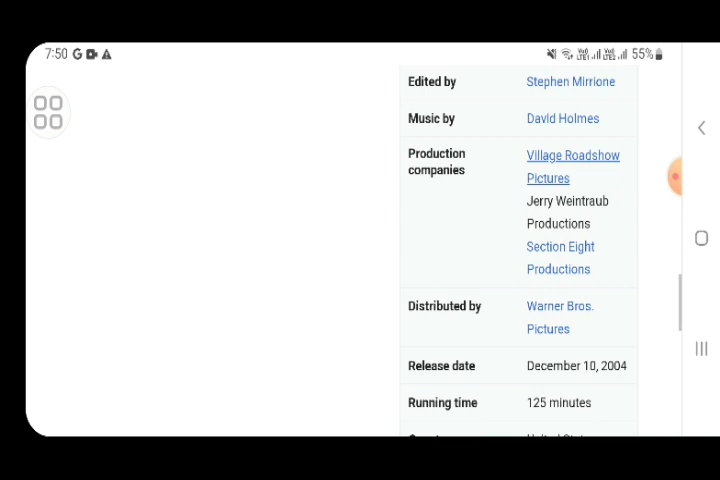 7:50 G 55%
Edited by Stephen Mirrione
Music by David Holmes
Production Village Roadshow
companies Pictures
Jerry Weintraub
Productions
Section Eight
Productions
Distributed by Warner Bros.
Pictures
Release date December 10, 2004
Running time 125 minutes